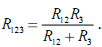 R₁₂₃ = R₁₂R₃ / (R₁₂ + R₃) .